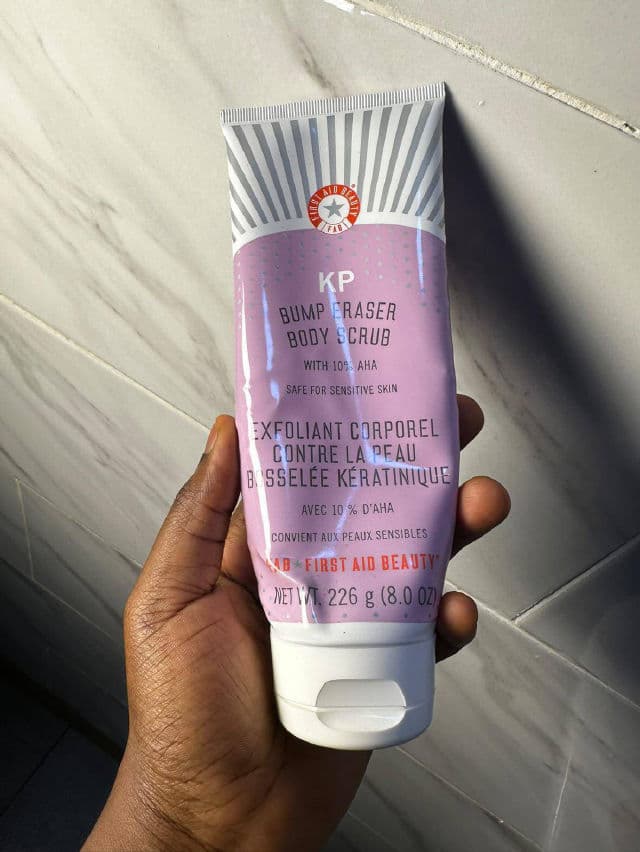 FIRST AID BEAUTY
FAB
KP
BUMP ERASER
BODY SCRUB
WITH 10% AHA
SAFE FOR SENSITIVE SKIN
EXFOLIANT CORPOREL
CONTRE LA PEAU
BOSSELÉE KÉRATINIQUE
AVEC 10 % D'AHA
CONVIENT AUX PEAUX SENSIBLES
FAB FIRST AID BEAUTY
NET WT. 226 g (8.0 OZ)